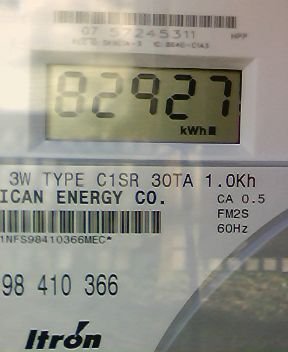 07 57245311
82927
kWh
3W TYPE C1SR 30TA 1.0Kh
ICAN ENERGY CO.
CA 0.5
FM2S
60Hz
1NFS98410366MEC*
98 410 366
Itron